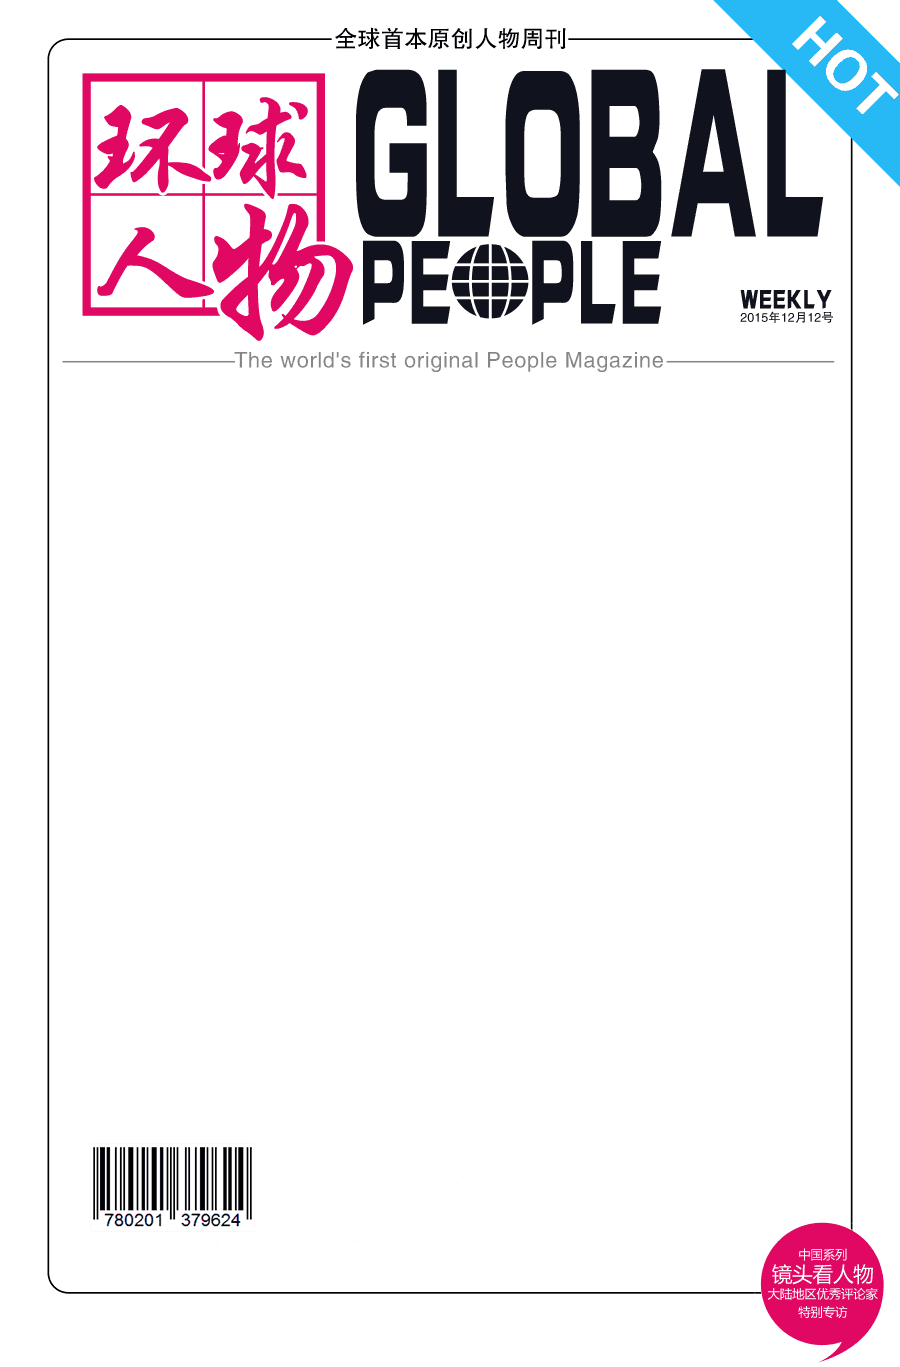 全球首本原创人物周刊
HOT
环球
人物
GLOBAL
PEOPLE
WEEKLY
2015年12月12号
The world's first original People Magazine
780201 379624
中国系列
镜头看人物
大陆地区优秀评论家
特别专访